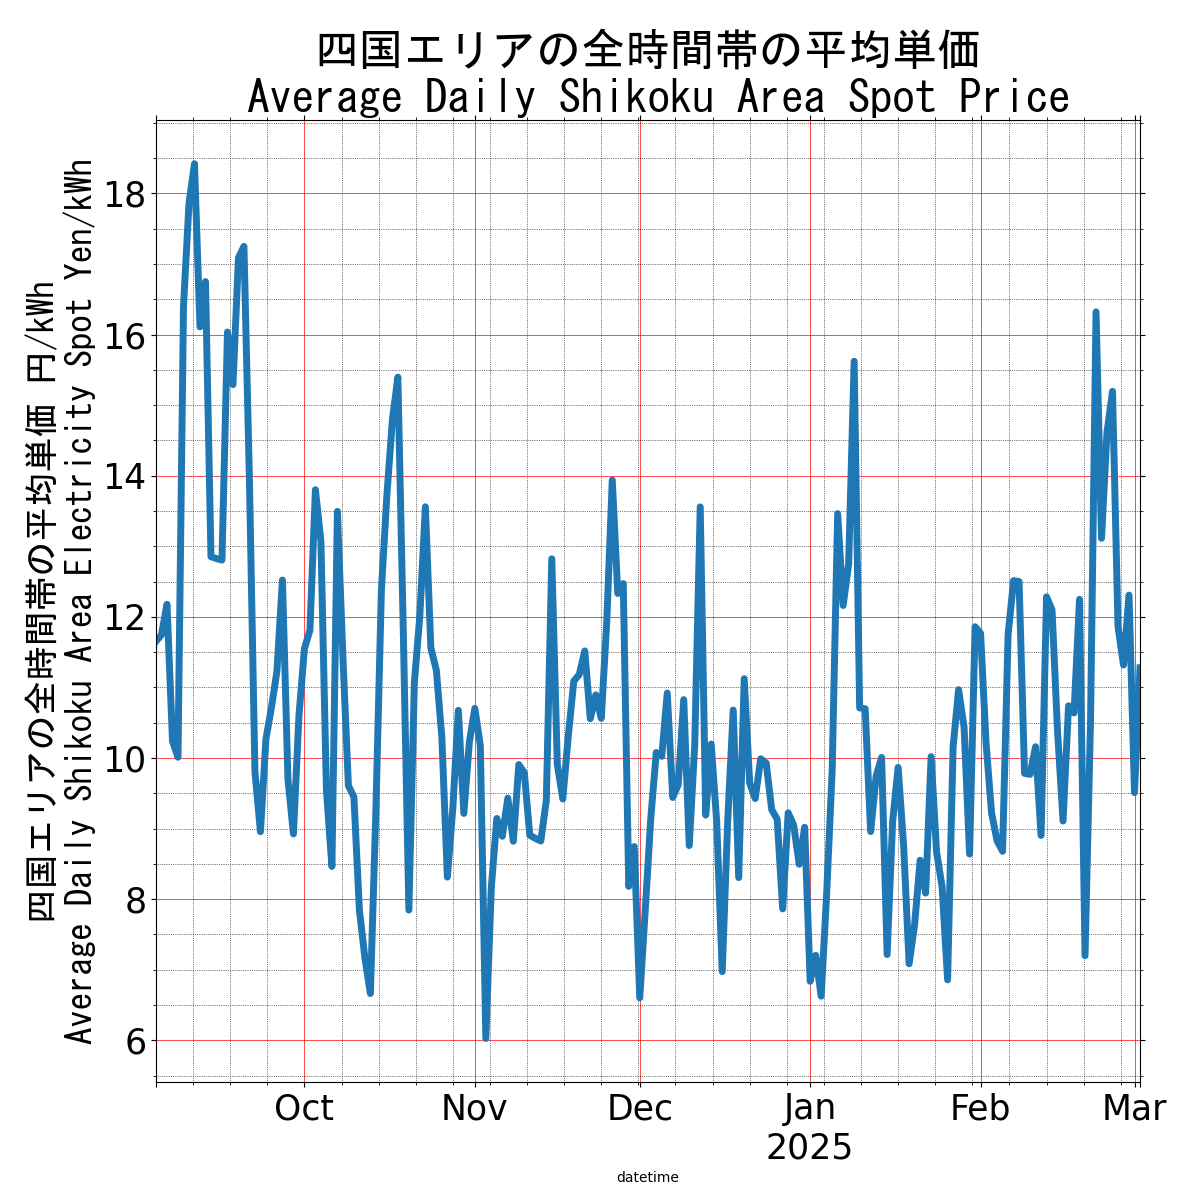 四国エリアの全時間帯の平均単価
Average Daily Shikoku Area Spot Price
四国エリアの全時間帯の平均単価 円/kWh
Average Daily Shikoku Area Electricity Spot Yen/kWh
18
16
14
12
10
8
6
Oct
Nov
Dec
Jan
2025
Feb
Mar
datetime